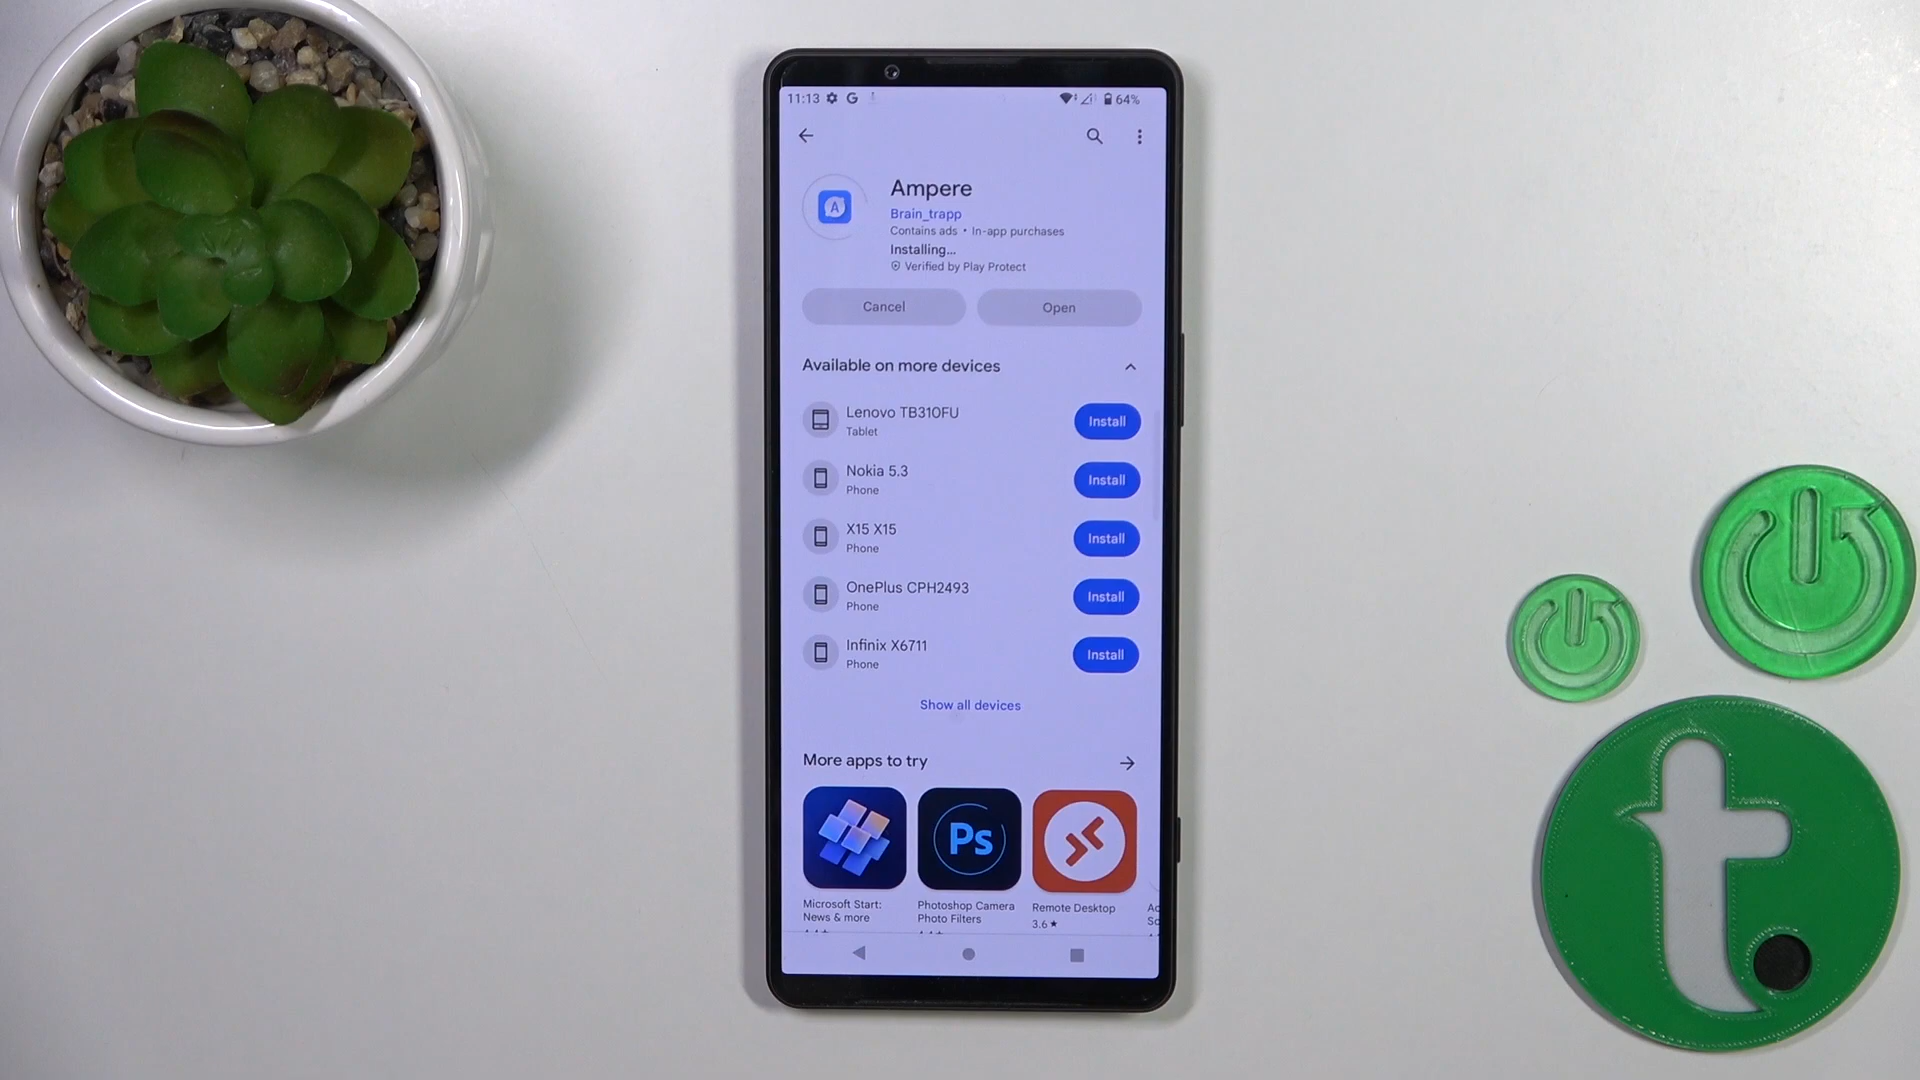 11:13 G 64%
Ampere
Brain_trapp
Contains ads • In-app purchases
Installing...
Verified by Play Protect
Cancel Open
Available on more devices
Lenovo TB310FU
Tablet
Install
Nokia 5.3
Phone
Install
X15 X15
Phone
Install
OnePlus CPH2493
Phone
Install
Infinix X6711
Phone
Install
Show all devices
More apps to try
Ps
Microsoft Start:
News & more
Photoshop Camera
Photo Filters
Remote Desktop
3.6★
t.